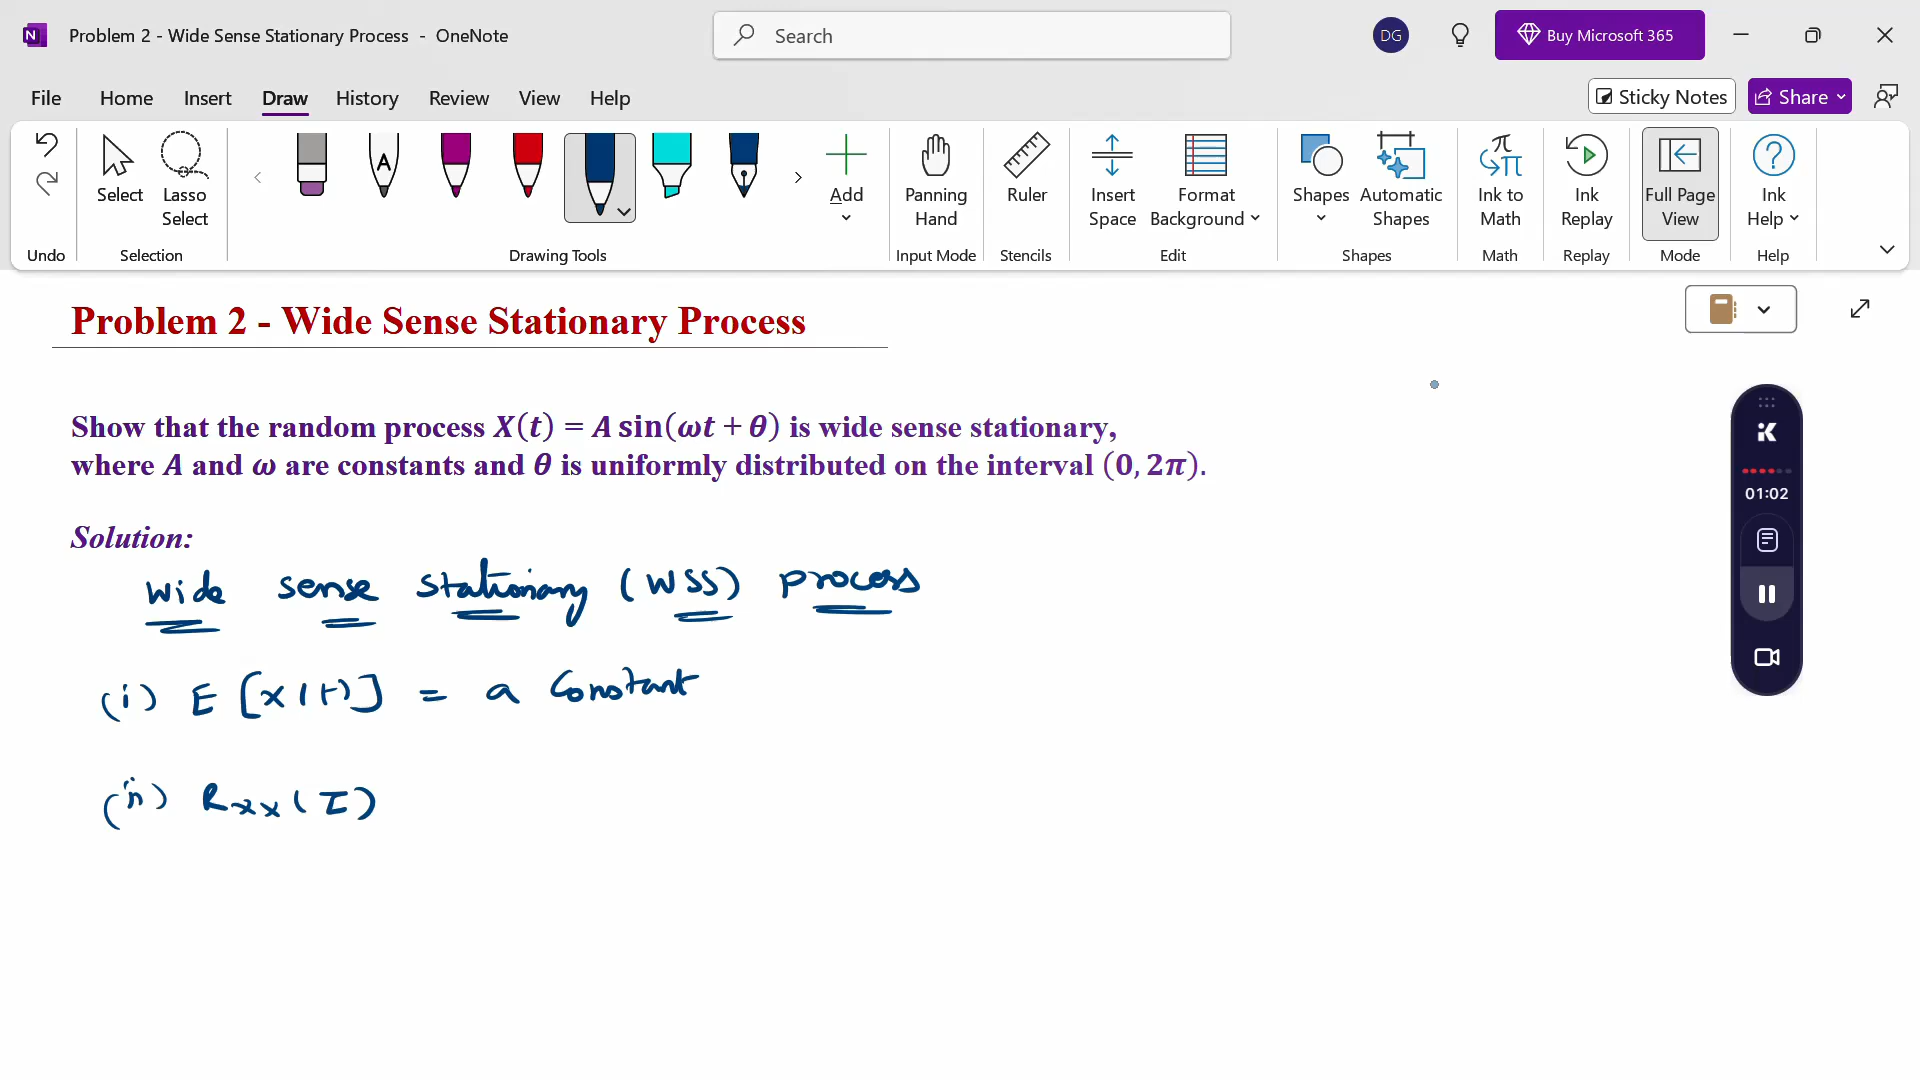 Problem 2 - Wide Sense Stationary Process - OneNote
Search
DG
Buy Microsoft 365
File Home Insert Draw History Review View Help
Sticky Notes
Share
Select
Lasso Select
A
Add
Panning Hand
Ruler
Insert Space
Format Background
Shapes
Automatic Shapes
Ink to Math
Ink Replay
Full Page View
Ink Help
Undo Selection Drawing Tools Input Mode Stencils Edit Shapes Math Replay Mode Help
Problem 2 - Wide Sense Stationary Process
Show that the random process X(t) = A sin(ωt + θ) is wide sense stationary,
where A and ω are constants and θ is uniformly distributed on the interval (0, 2π).
01:02
Solution:
Wide sense stationary (WSS) process
(i) E [X(t)] = a Constant
(ii) Rxx(τ)